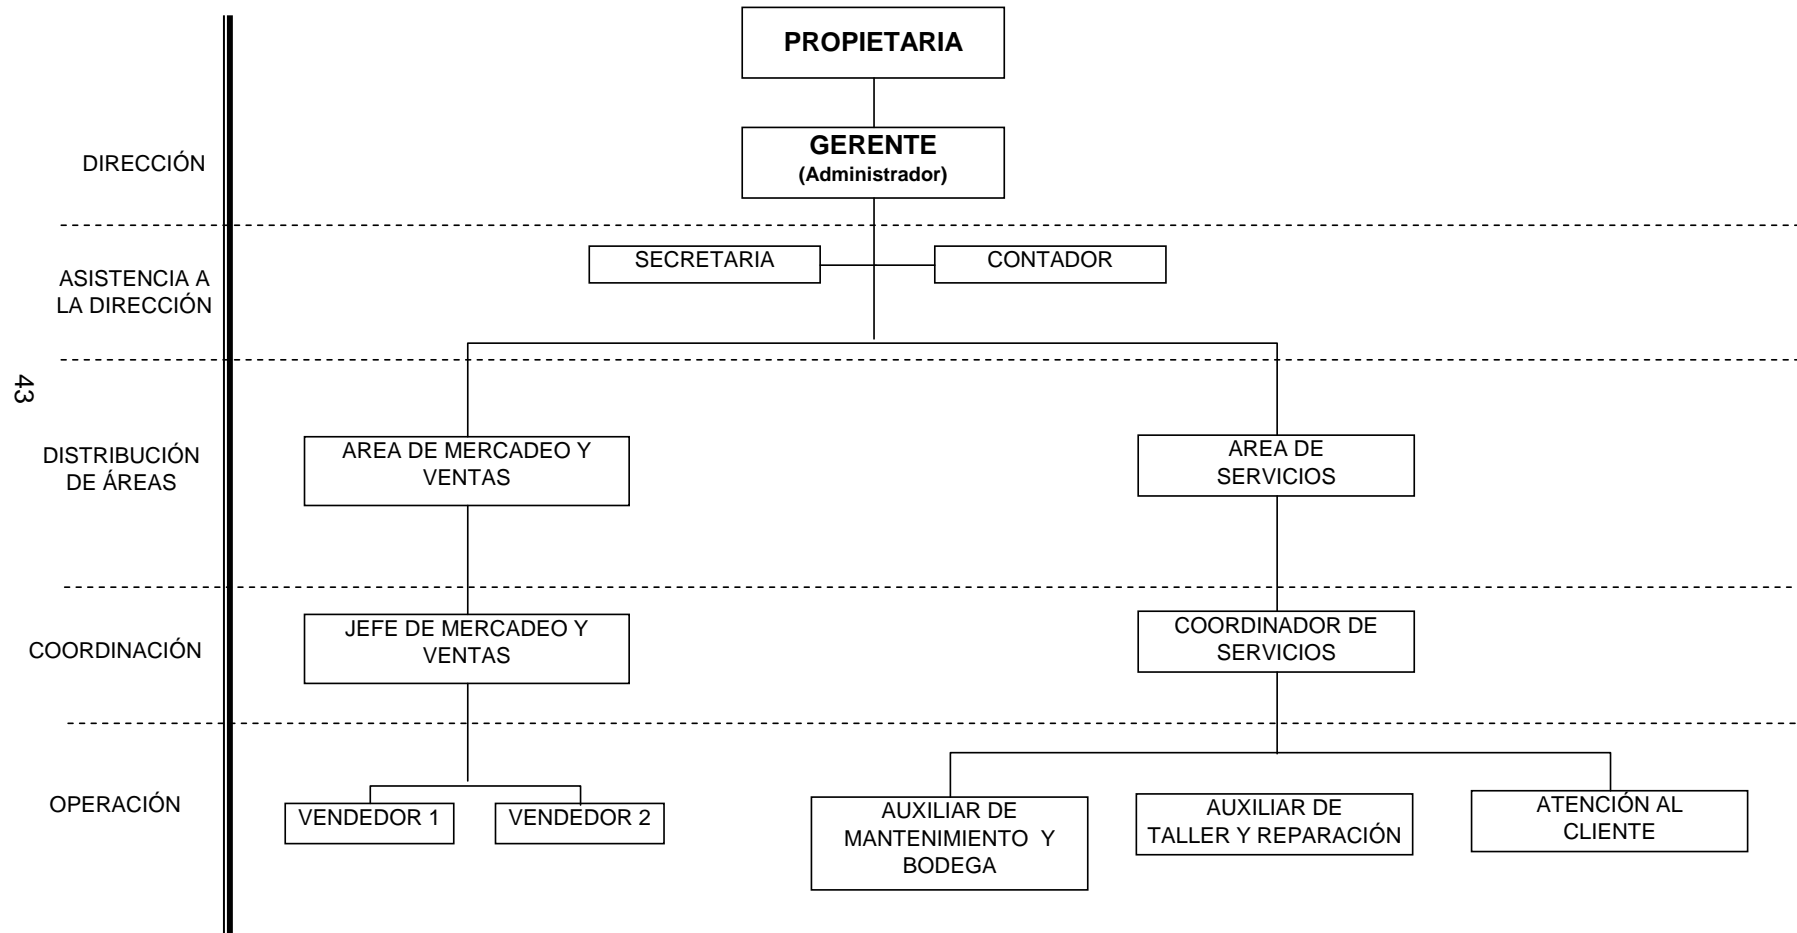 PROPIETARIA
DIRECCIÓN
GERENTE
(Administrador)
ASISTENCIA A
LA DIRECCIÓN
SECRETARIA
CONTADOR
43
DISTRIBUCIÓN
DE ÁREAS
AREA DE MERCADEO Y
VENTAS
AREA DE
SERVICIOS
COORDINACIÓN
JEFE DE MERCADEO Y
VENTAS
COORDINADOR DE
SERVICIOS
OPERACIÓN
VENDEDOR 1
VENDEDOR 2
AUXILIAR DE
MANTENIMIENTO Y
BODEGA
AUXILIAR DE
TALLER Y REPARACIÓN
ATENCIÓN AL
CLIENTE